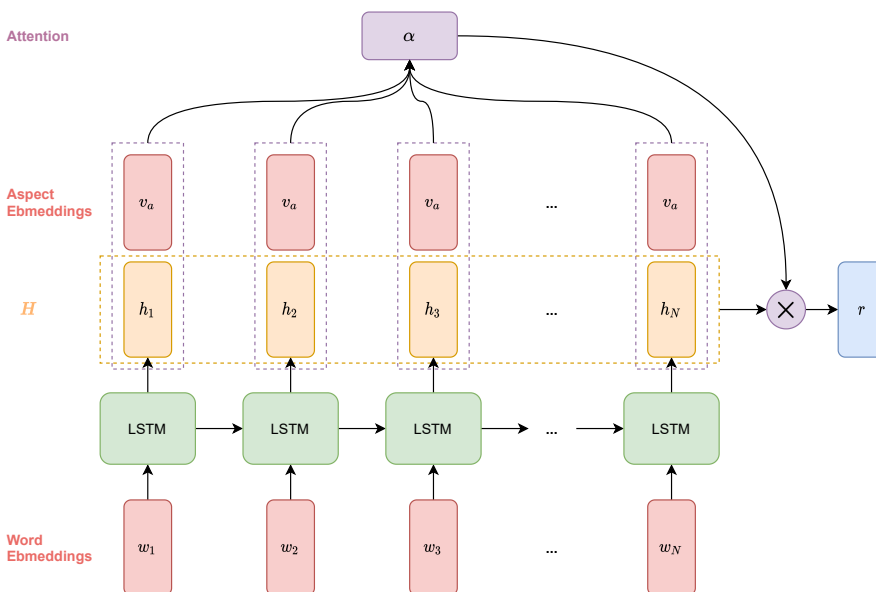 Attention
α
Aspect
Ebmeddings
v_a
v_a
v_a
...
v_a
H
h_1
h_2
h_3
...
h_N
r
LSTM
LSTM
LSTM
...
LSTM
Word
Ebmeddings
w_1
w_2
w_3
...
w_N